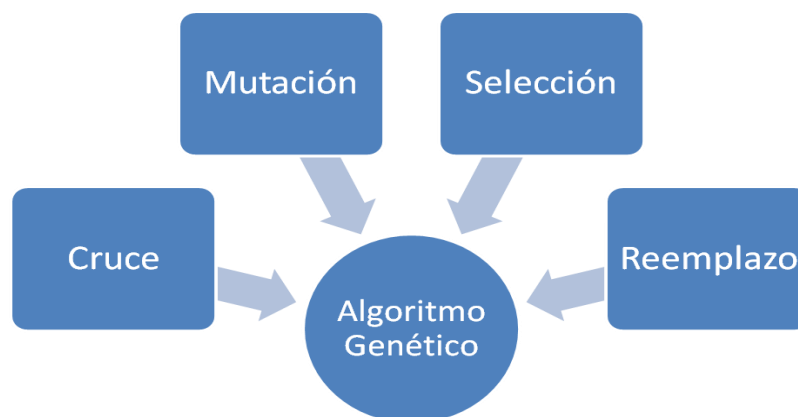 Mutación
Selección
Cruce
Reemplazo
Algoritmo
Genético